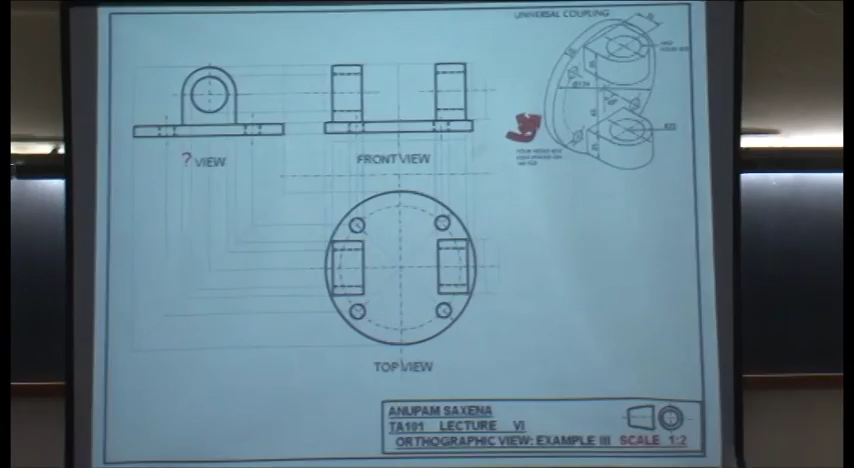 UNIVERSAL COUPLING
? VIEW
FRONT VIEW
TOP VIEW
ANUPAM SAXENA
TA101 LECTURE VI
ORTHOGRAPHIC VIEW: EXAMPLE III SCALE 1:2